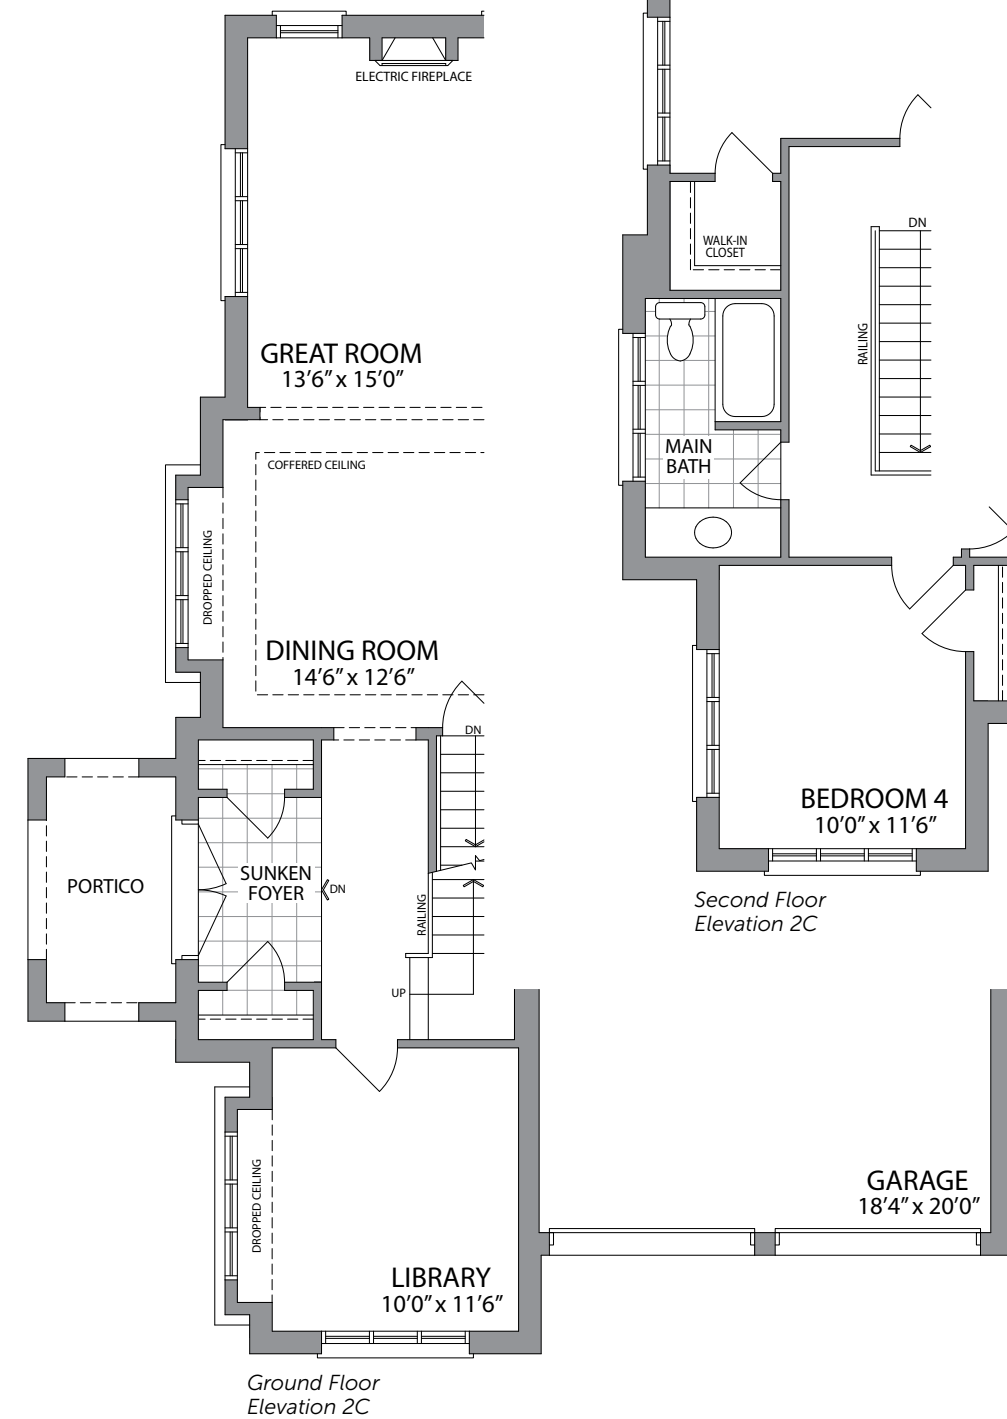 ELECTRIC FIREPLACE
GREAT ROOM
13’6” x 15’0”
COFFERED CEILING
DROPPED CEILING
DINING ROOM
14’6” x 12’6”
DN
PORTICO
SUNKEN
FOYER
DN
RAILING
UP
DROPPED CEILING
LIBRARY
10’0” x 11’6”
Ground Floor
Elevation 2C
WALK-IN
CLOSET
DN
RAILING
MAIN
BATH
BEDROOM 4
10’0” x 11’6”
Second Floor
Elevation 2C
GARAGE
18’4” x 20’0”